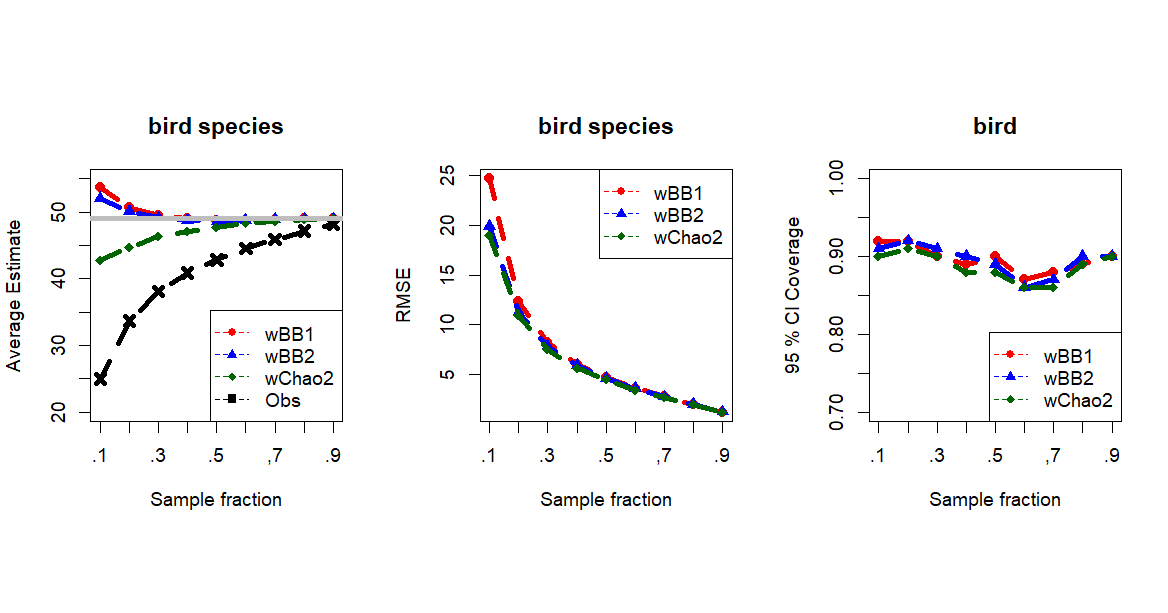 bird species
Average Estimate
50
40
30
20
wBB1
wBB2
wChao2
Obs
.1
.3
.5
,7
.9
Sample fraction
bird species
RMSE
25
20
15
10
5
wBB1
wBB2
wChao2
.1
.3
.5
,7
.9
Sample fraction
bird
95 % CI Coverage
1.00
0.90
0.80
0.70
wBB1
wBB2
wChao2
.1
.3
.5
,7
.9
Sample fraction